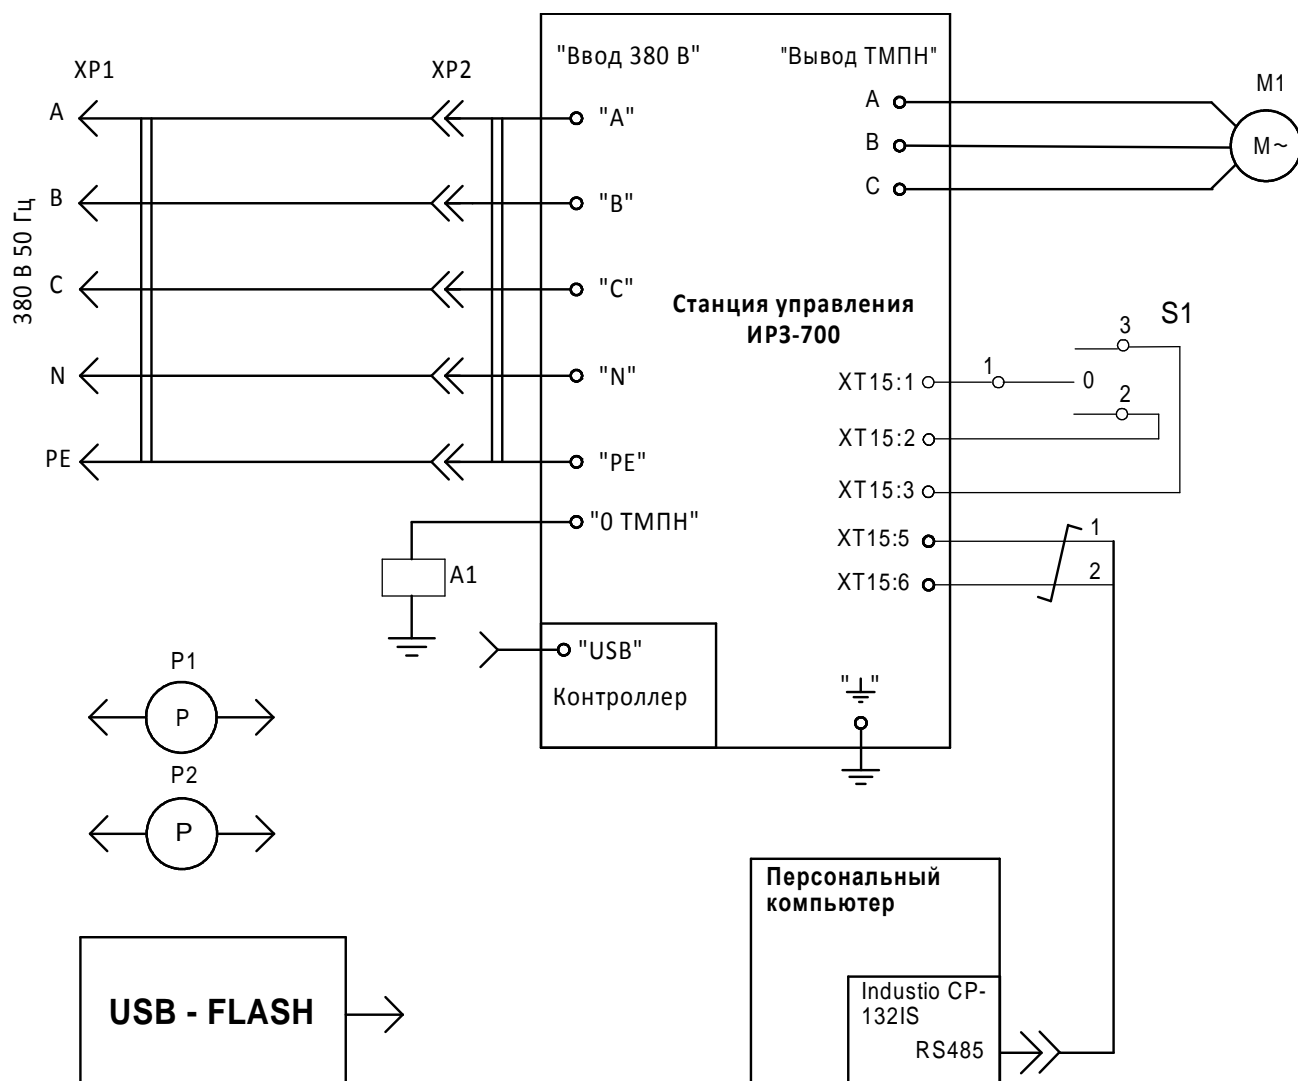 XP1
XP2
"Ввод 380 В"
"Вывод ТМПН"
M1
A
"A"
A
B
C
M~
380 В 50 Гц
B
"B"
C
"C"
N
"N"
PE
"PE"
"0 ТМПН"
A1
Станция управления
ИРЗ-700
S1
3
XT15:1
1
0
2
XT15:2
XT15:3
XT15:5
1
XT15:6
2
"USB"
Контроллер
" "
P1
P
P2
P
USB - FLASH
Персональный
компьютер
Industio CP-
132IS
RS485